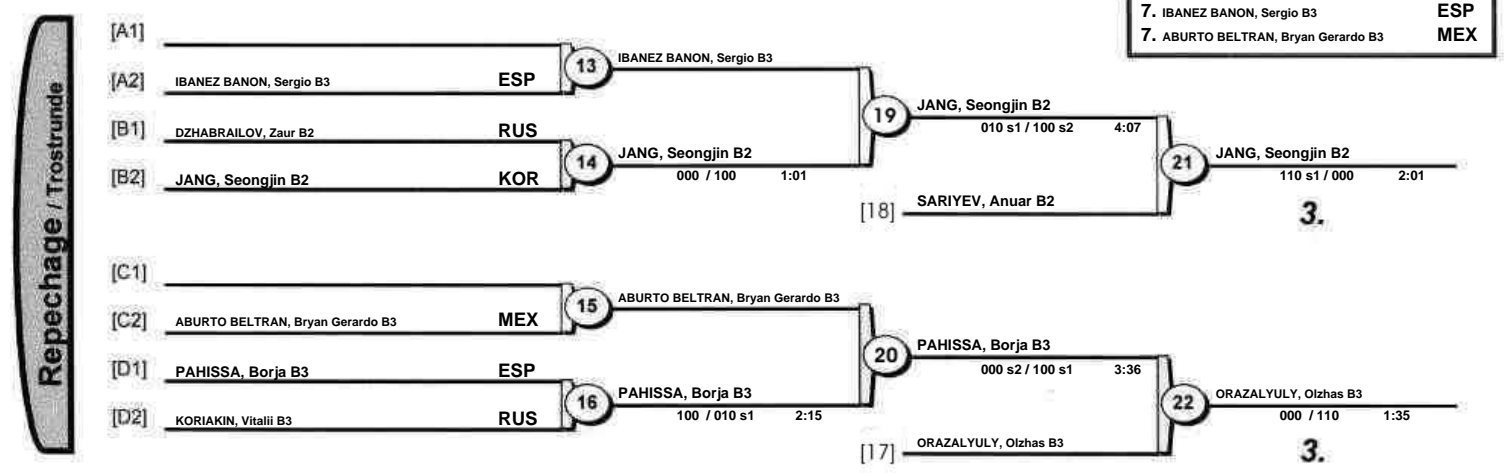 7. IBANEZ BANON, Sergio B3 ESP
7. ABURTO BELTRAN, Bryan Gerardo B3 MEX
Repechage / Trostrunde
[A1]
13 IBANEZ BANON, Sergio B3
[A2] IBANEZ BANON, Sergio B3 ESP
19 JANG, Seongjin B2
010 s1 / 100 s2 4:07
[B1] DZHABRAILOV, Zaur B2 RUS
14 JANG, Seongjin B2
000 / 100 1:01
21 JANG, Seongjin B2
110 s1 / 000 2:01
[B2] JANG, Seongjin B2 KOR
[18] SARIYEV, Anuar B2
3.
[C1]
15 ABURTO BELTRAN, Bryan Gerardo B3
[C2] ABURTO BELTRAN, Bryan Gerardo B3 MEX
20 PAHISSA, Borja B3
000 s2 / 100 s1 3:36
[D1] PAHISSA, Borja B3 ESP
16 PAHISSA, Borja B3
100 / 010 s1 2:15
22 ORAZALYULY, Olzhas B3
000 / 110 1:35
[D2] KORIAKIN, Vitalii B3 RUS
[17] ORAZALYULY, Olzhas B3
3.